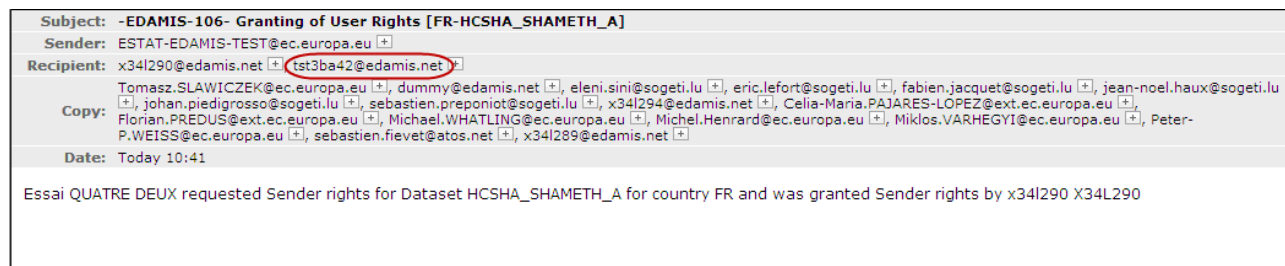 Subject: -EDAMIS-106- Granting of User Rights [FR-HCSHA_SHAMETH_A]
Sender: ESTAT-EDAMIS-TEST@ec.europa.eu +
Recipient: x34l290@edamis.net +, tst3ba42@edamis.net +
Copy: Tomasz.SLAWICZEK@ec.europa.eu +, dummy@edamis.net +, eleni.sini@sogeti.lu +, eric.lefort@sogeti.lu +, fabien.jacquet@sogeti.lu +, jean-noel.haux@sogeti.lu
+, johan.piedigrosso@sogeti.lu +, sebastien.preponiot@sogeti.lu +, x34l294@edamis.net +, Celia-Maria.PAJARES-LOPEZ@ext.ec.europa.eu +,
Florian.PREDUS@ext.ec.europa.eu +, Michael.WHATLING@ec.europa.eu +, Michel.Henrard@ec.europa.eu +, Miklos.VARHEGYI@ec.europa.eu +, Peter-
P.WEISS@ec.europa.eu +, sebastien.fievet@atos.net +, x34l289@edamis.net +
Date: Today 10:41
Essai QUATRE DEUX requested Sender rights for Dataset HCSHA_SHAMETH_A for country FR and was granted Sender rights by x34l290 X34L290